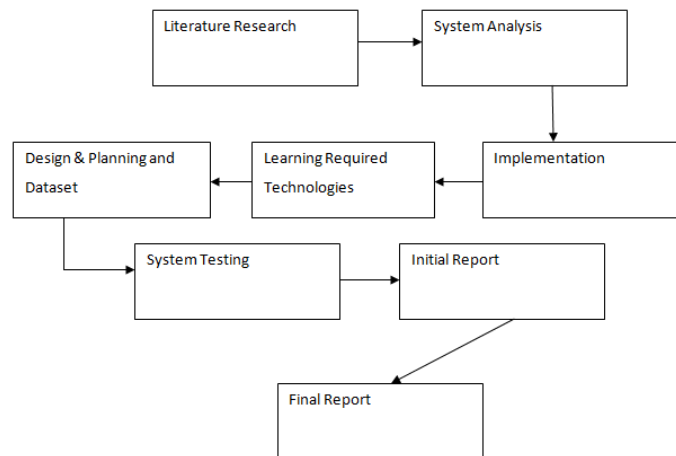 Literature Research
System Analysis
Design & Planning and
Dataset
Learning Required
Technologies
Implementation
System Testing
Initial Report
Final Report